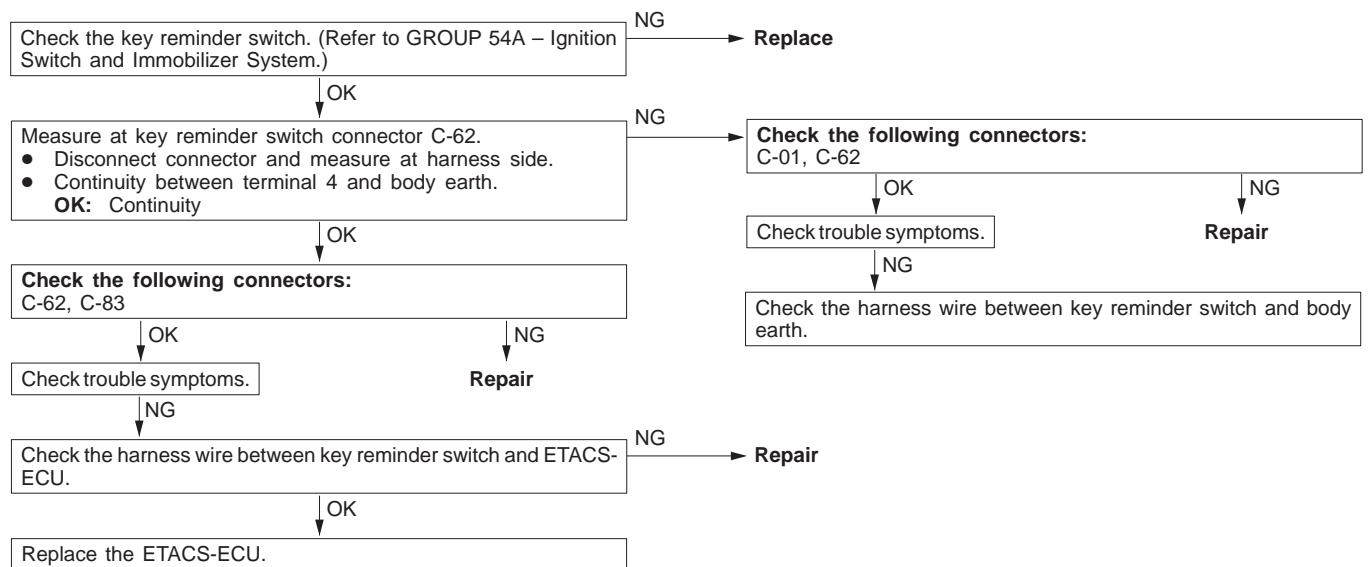 Check the key reminder switch. (Refer to GROUP 54A – Ignition
Switch and Immobilizer System.)
NG
Replace
OK
Measure at key reminder switch connector C-62.
● Disconnect connector and measure at harness side.
● Continuity between terminal 4 and body earth.
OK: Continuity
NG
Check the following connectors:
C-01, C-62
OK
NG
Check trouble symptoms.
Repair
NG
Check the harness wire between key reminder switch and body
earth.
OK
Check the following connectors:
C-62, C-83
OK
NG
Check trouble symptoms.
Repair
NG
Check the harness wire between key reminder switch and ETACS-
ECU.
NG
Repair
OK
Replace the ETACS-ECU.